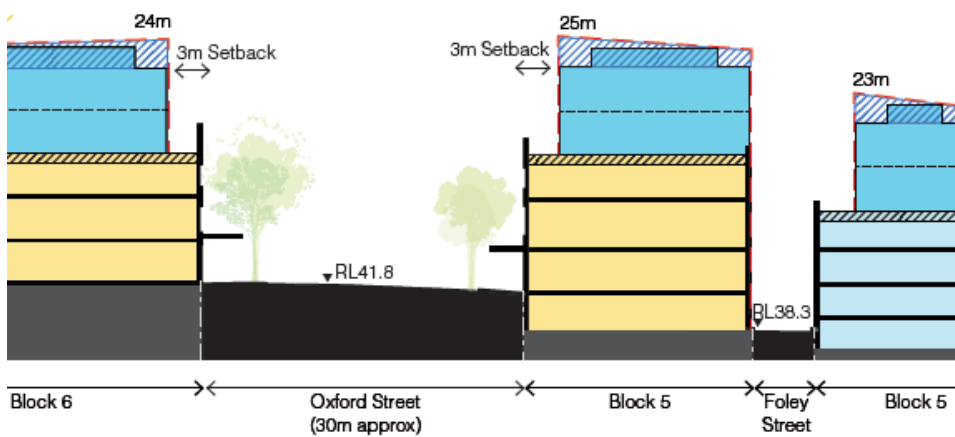 24m
3m Setback
25m
3m Setback
23m
RL41.8
RL38.3
Block 6
Oxford Street
(30m approx)
Block 5
Foley
Street
Block 5